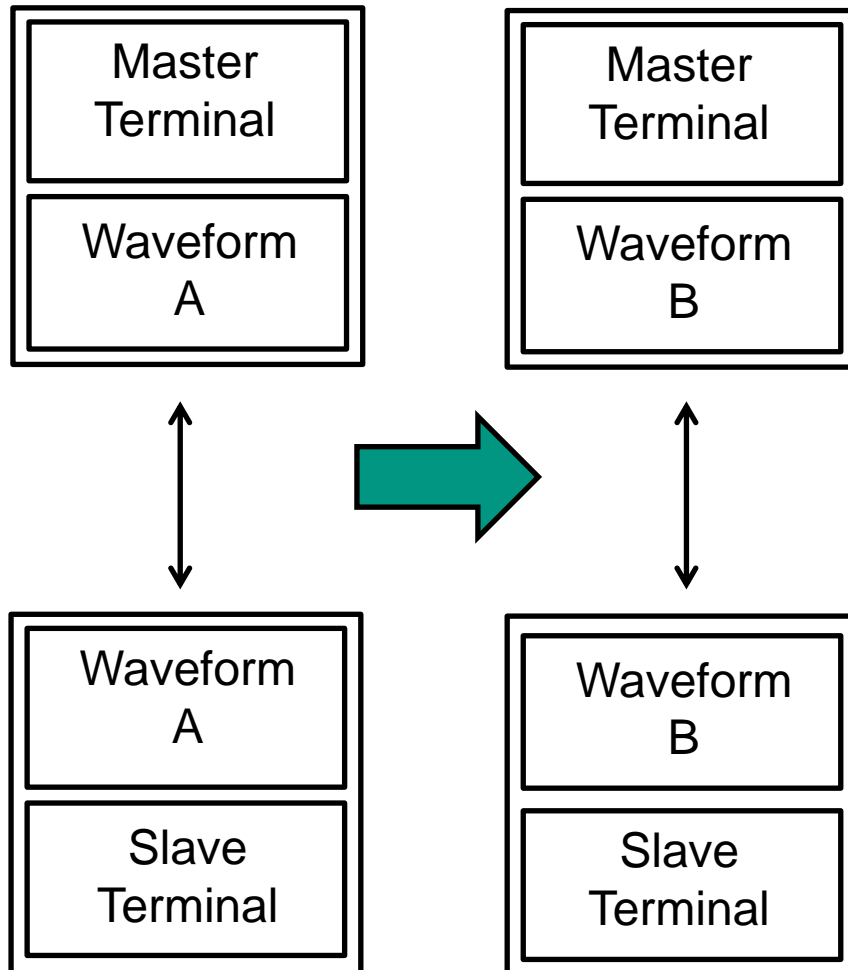 Master
Terminal
Waveform
A
Master
Terminal
Waveform
B
Waveform
A
Slave
Terminal
Waveform
B
Slave
Terminal